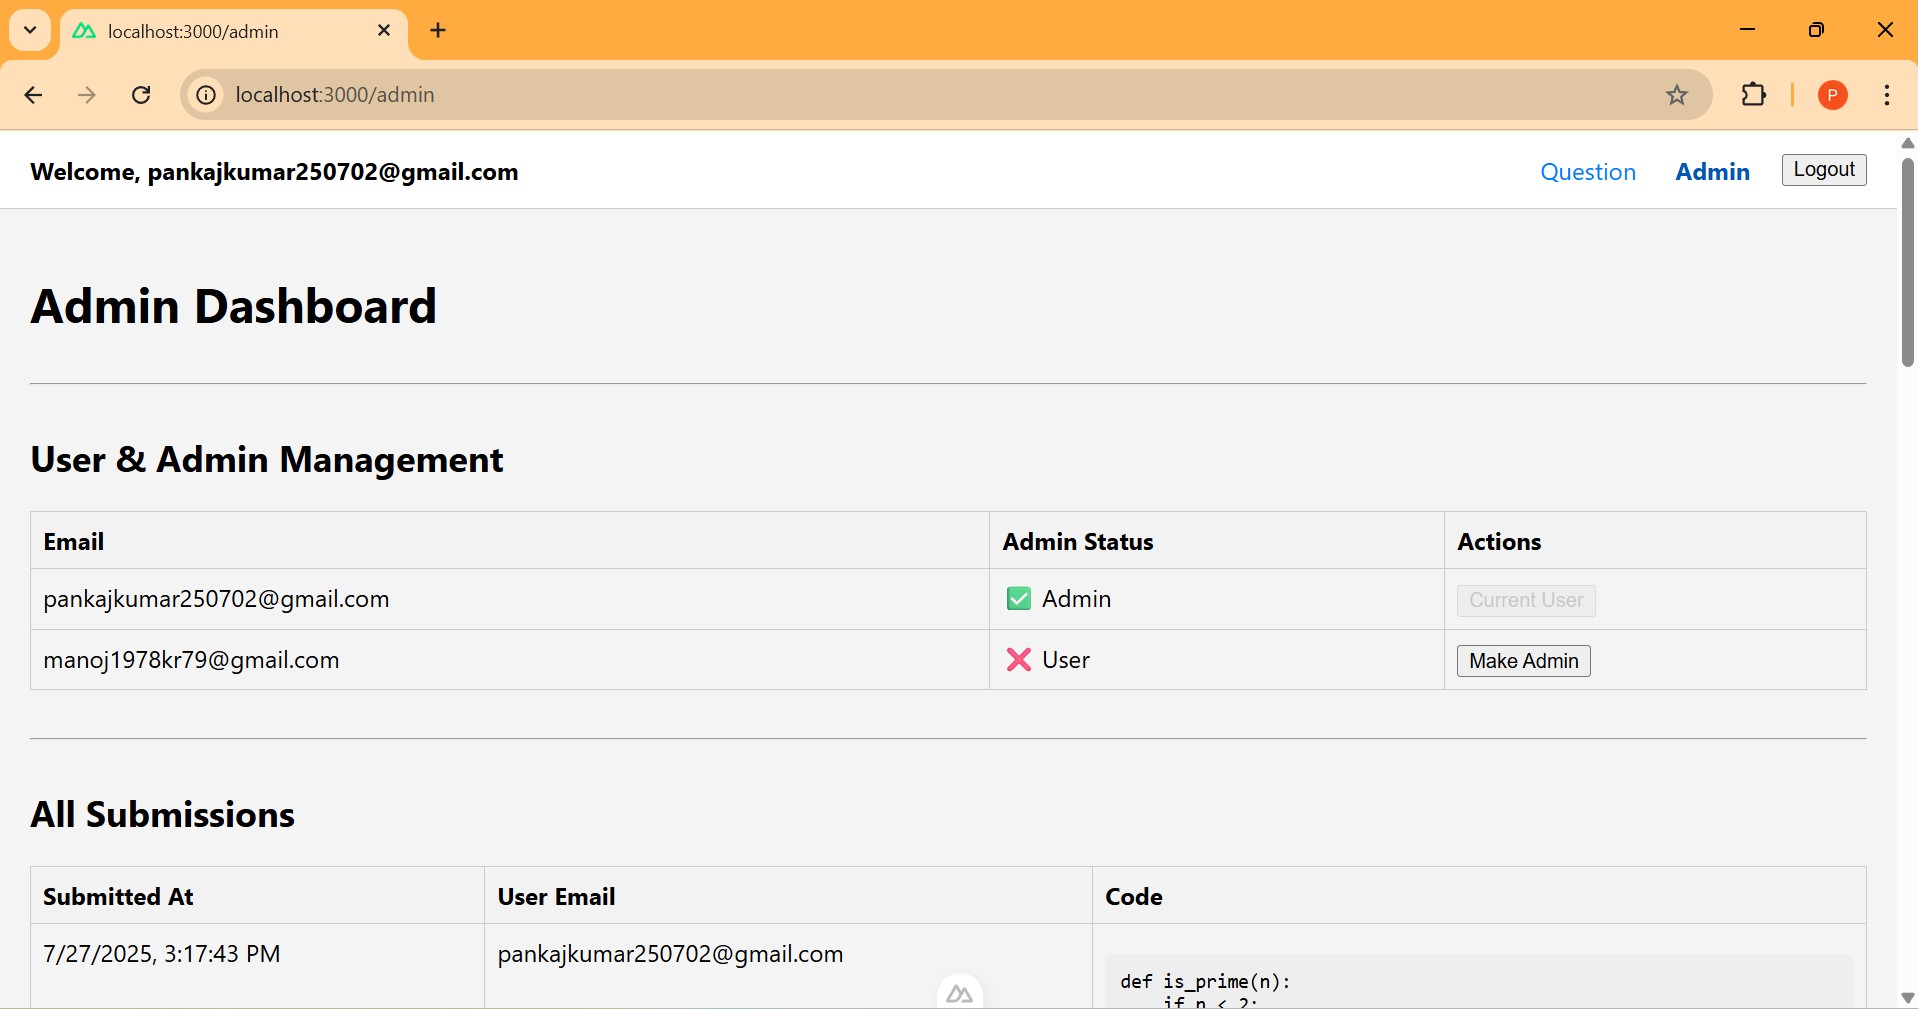 localhost:3000/admin
localhost:3000/admin
P
Welcome, pankajkumar250702@gmail.com
Question
Admin
Logout
Admin Dashboard
User & Admin Management
Email Admin Status Actions
pankajkumar250702@gmail.com ✅ Admin Current User
manoj1978kr79@gmail.com ❌ User Make Admin
All Submissions
Submitted At User Email Code
7/27/2025, 3:17:43 PM pankajkumar250702@gmail.com
def is_prime(n):
if n < 2: